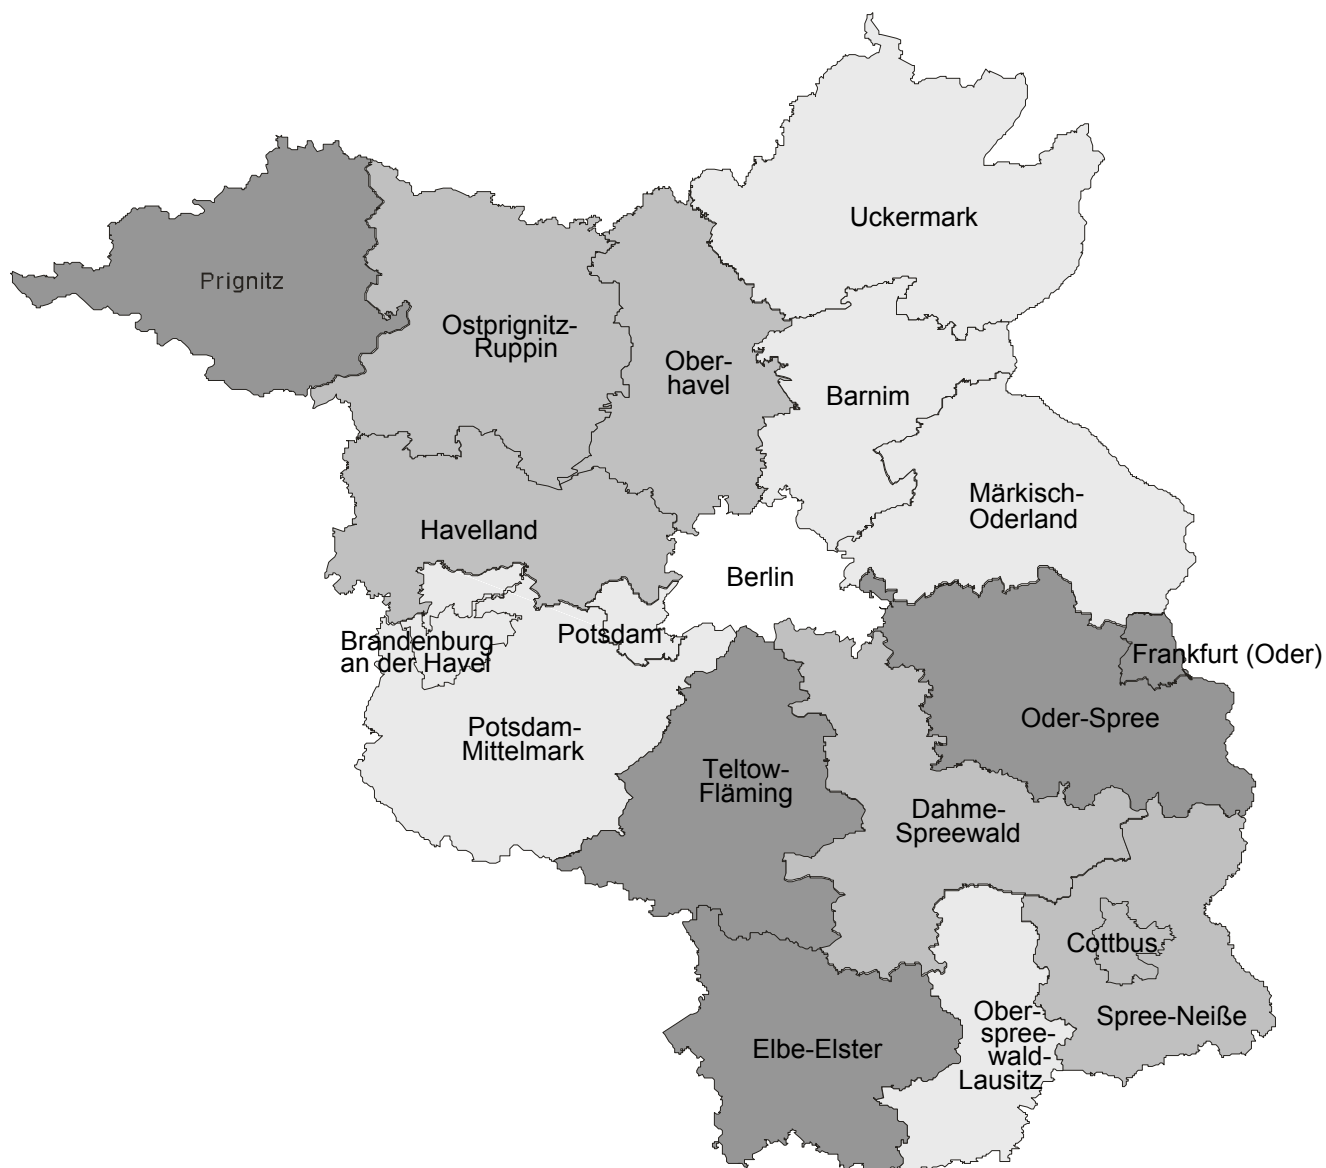 Uckermark
Prignitz
Ostprignitz-
Ruppin
Ober-
havel
Barnim
Märkisch-
Oderland
Havelland
Berlin
Brandenburg
an der Havel
Potsdam
Frankfurt (Oder)
Oder-Spree
Potsdam-
Mittelmark
Teltow-
Fläming
Dahme-
Spreewald
Cottbus
Spree-Neiße
Ober-
spree-
wald-
Lausitz
Elbe-Elster